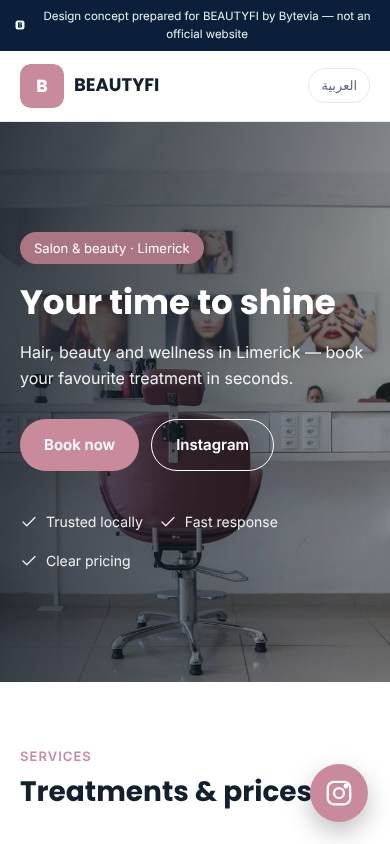 B
Design concept prepared for BEAUTYFI by Bytevia — not an
official website
B
BEAUTYFI
العربية
Salon & beauty · Limerick
Your time to shine
Hair, beauty and wellness in Limerick — book
your favourite treatment in seconds.
Book now
Instagram
Trusted locally
Fast response
Clear pricing
SERVICES
Treatments & prices